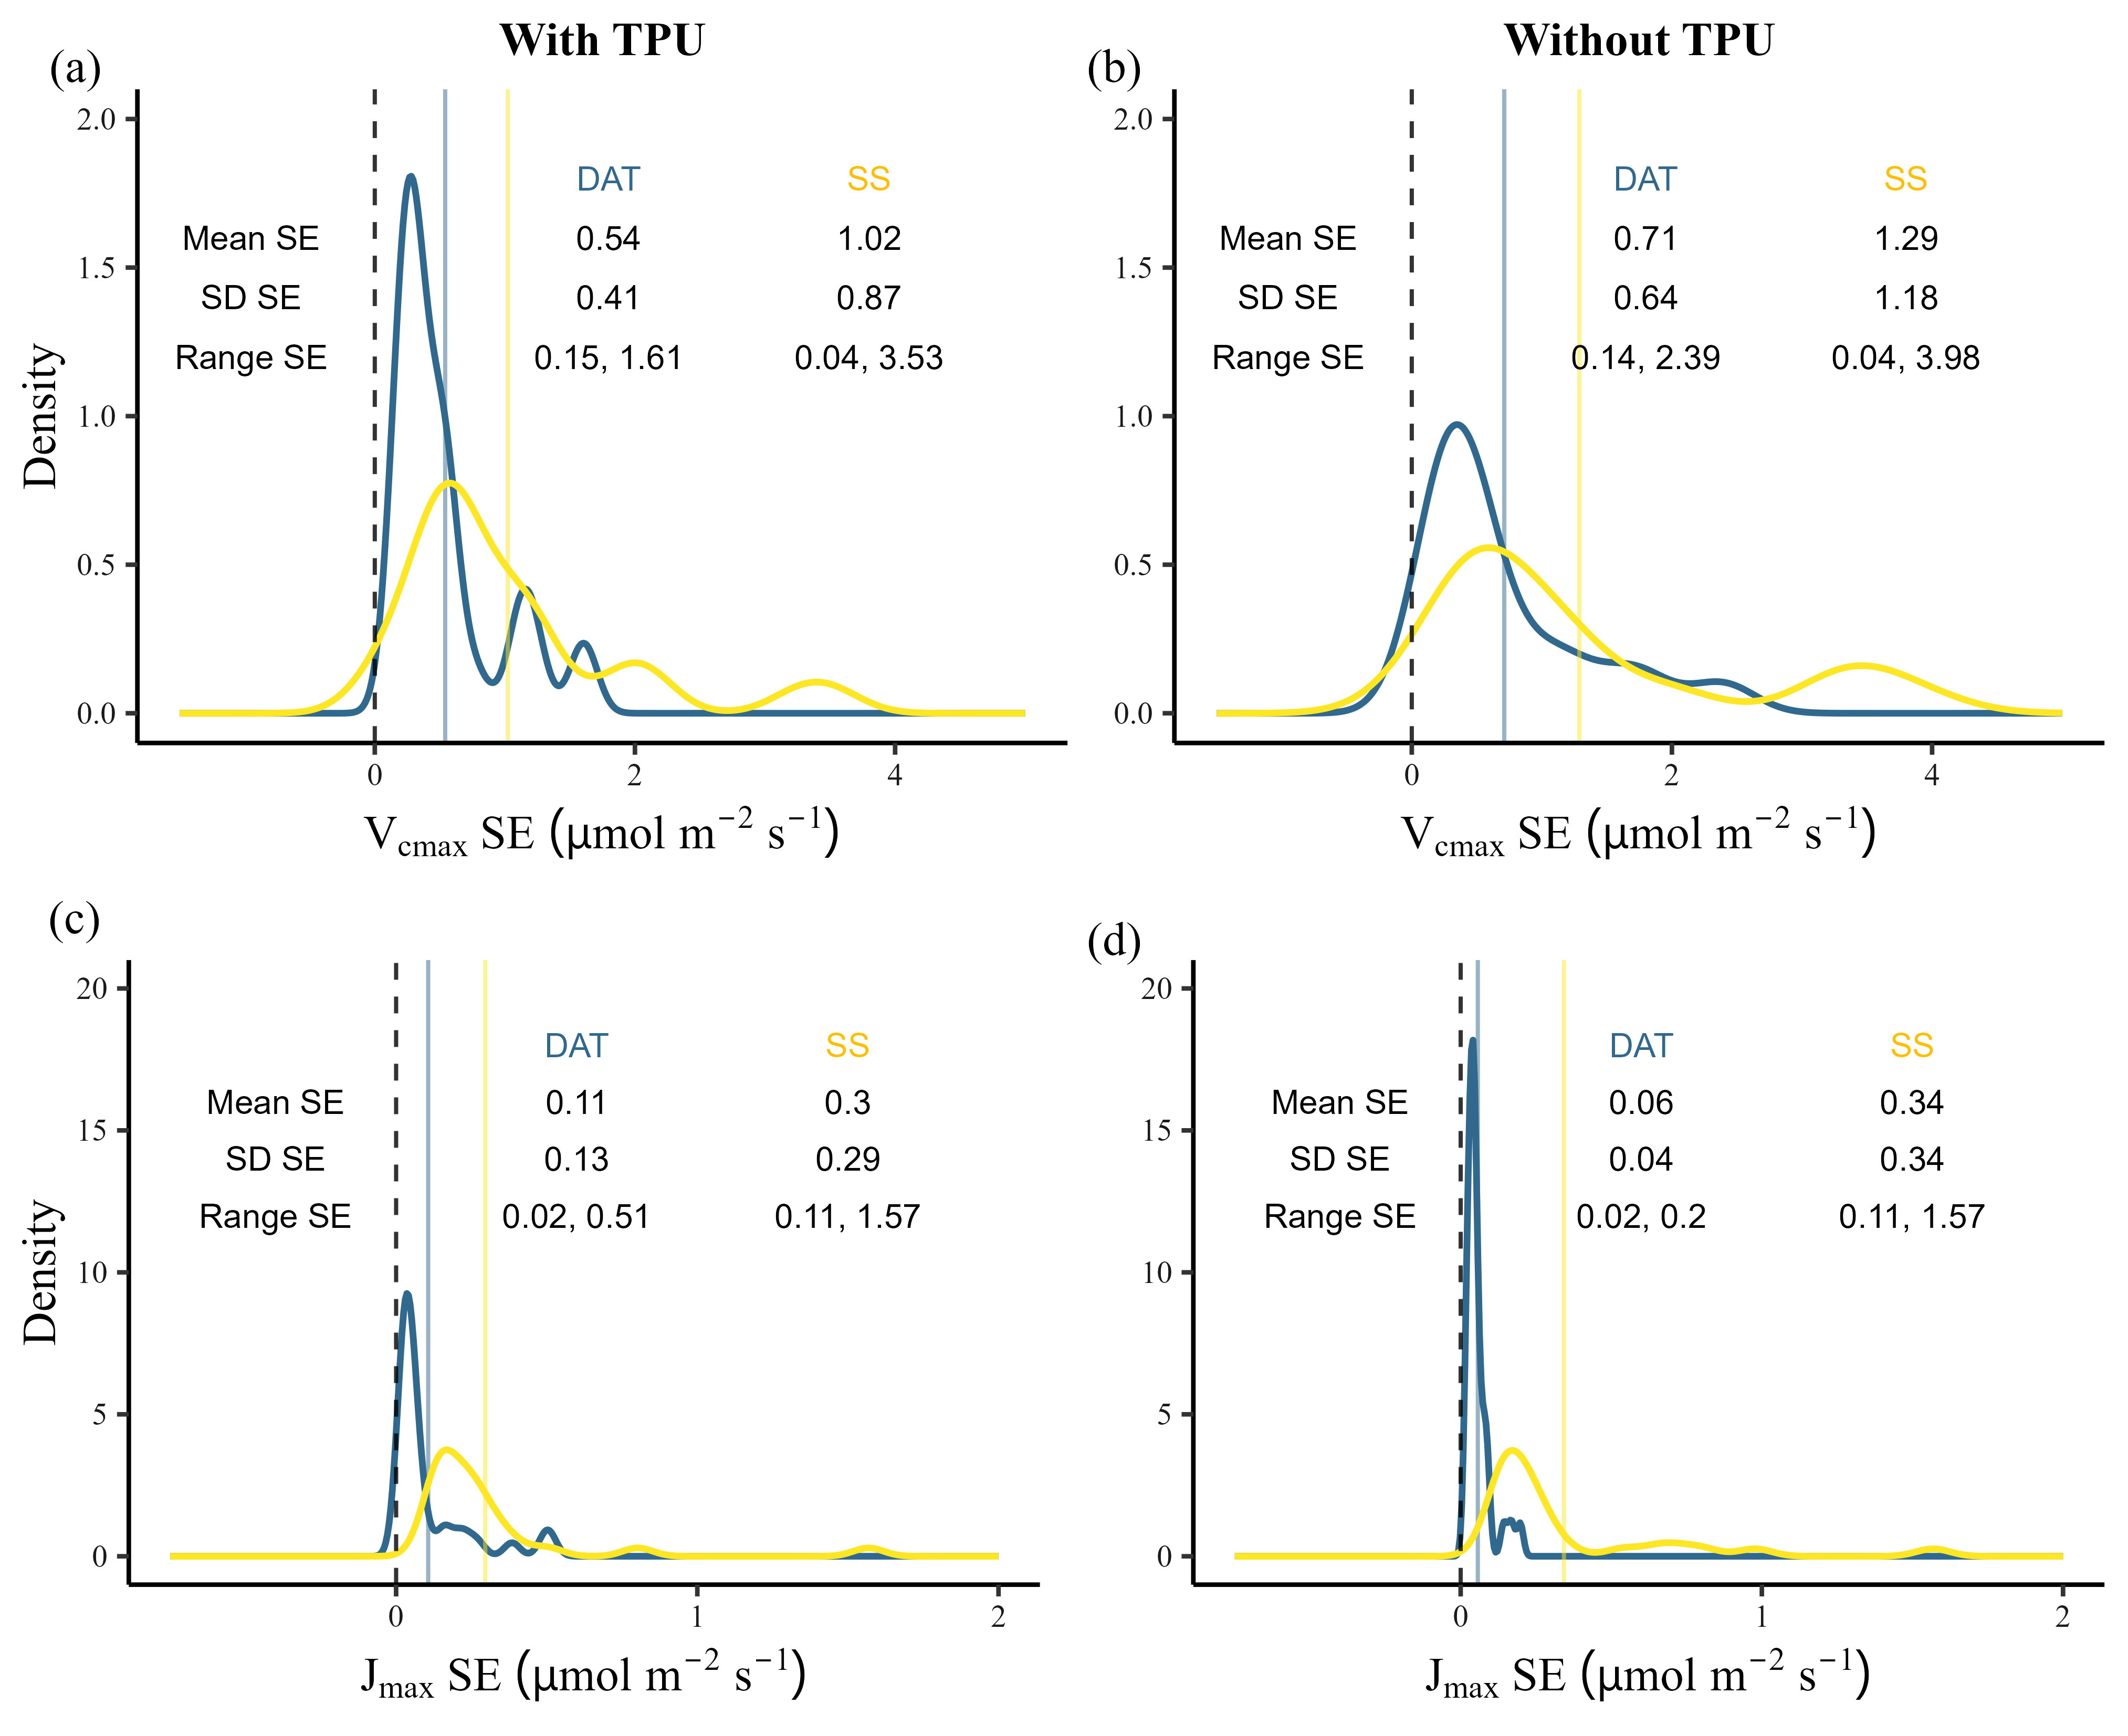 With TPU
Without TPU
(a)
(b)
2.0
1.5
1.0
0.5
0.0
Density
DAT SS
Mean SE 0.54 1.02
SD SE 0.41 0.87
Range SE 0.15, 1.61 0.04, 3.53
0 2 4
Vcmax SE (μmol m−2 s−1)
2.0
1.5
1.0
0.5
0.0
DAT SS
Mean SE 0.71 1.29
SD SE 0.64 1.18
Range SE 0.14, 2.39 0.04, 3.98
0 2 4
Vcmax SE (μmol m−2 s−1)
(c)
(d)
20
15
10
5
0
Density
DAT SS
Mean SE 0.11 0.3
SD SE 0.13 0.29
Range SE 0.02, 0.51 0.11, 1.57
0 1 2
Jmax SE (μmol m−2 s−1)
20
15
10
5
0
DAT SS
Mean SE 0.06 0.34
SD SE 0.04 0.34
Range SE 0.02, 0.2 0.11, 1.57
0 1 2
Jmax SE (μmol m−2 s−1)